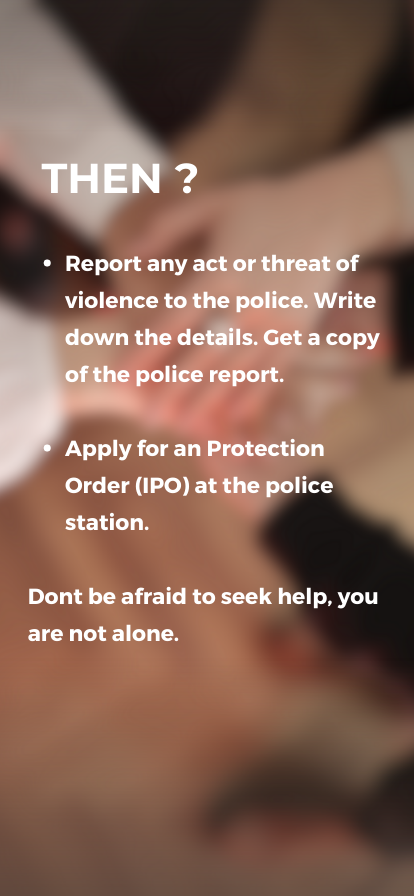 THEN ?
• Report any act or threat of
violence to the police. Write
down the details. Get a copy
of the police report.
• Apply for an Protection
Order (IPO) at the police
station.
Dont be afraid to seek help, you
are not alone.